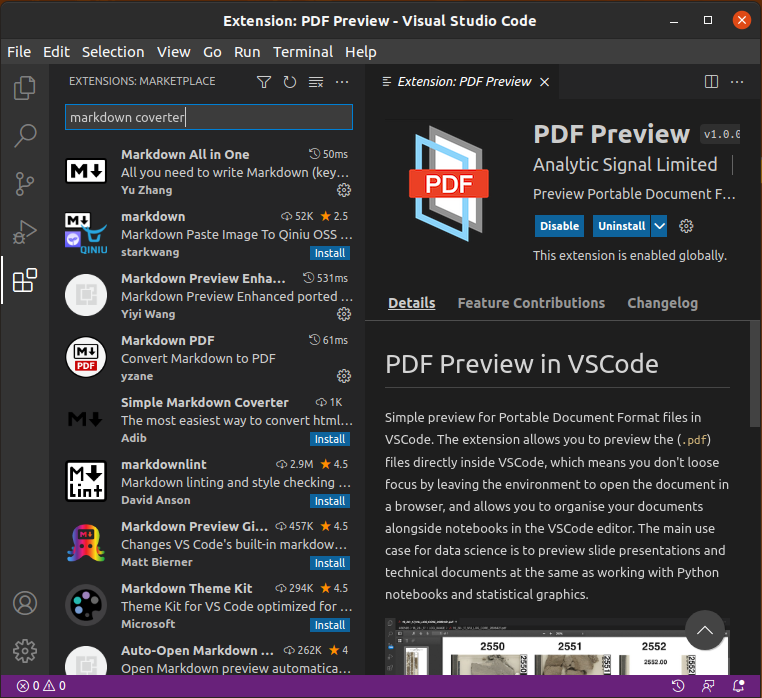 Extension: PDF Preview - Visual Studio Code
File Edit Selection View Go Run Terminal Help
EXTENSIONS: MARKETPLACE
markdown coverter
Markdown All in One 50ms
All you need to write Markdown (key…
Yu Zhang
markdown 52K ★ 2.5
Markdown Paste Image To Qiniu OSS …
starkwang Install
Markdown Preview Enha… 531ms
Markdown Preview Enhanced ported …
Yiyi Wang
Markdown PDF 61ms
Convert Markdown to PDF
yzane
Simple Markdown Coverter 1K
The most easiest way to convert html…
Adib Install
markdownlint 2.9M ★ 4.5
Markdown linting and style checking …
David Anson Install
Markdown Preview Gi… 457K ★ 4.5
Changes VS Code's built-in markdow…
Matt Bierner Install
Markdown Theme Kit 294K ★ 4.5
Theme Kit for VS Code optimized for …
Microsoft Install
Auto-Open Markdown … 262K ★ 4
Open Markdown preview automatica…
M
M
QINIU
M
PDF
M
M
Lint
M
0 0
Extension: PDF Preview
PDF
PDF Preview v1.0.0
Analytic Signal Limited
Preview Portable Document F…
Disable Uninstall
This extension is enabled globally.
Details Feature Contributions Changelog
PDF Preview in VSCode
Simple preview for Portable Document Format files in
VSCode. The extension allows you to preview the (.pdf)
files directly inside VSCode, which means you don't loose
focus by leaving the environment to open the document in
a browser, and allows you to organise your documents
alongside notebooks in the VSCode editor. The main use
case for data science is to preview slide presentations and
technical documents at the same as working with Python
notebooks and statistical graphics.
2550 2551 2552
2552.00